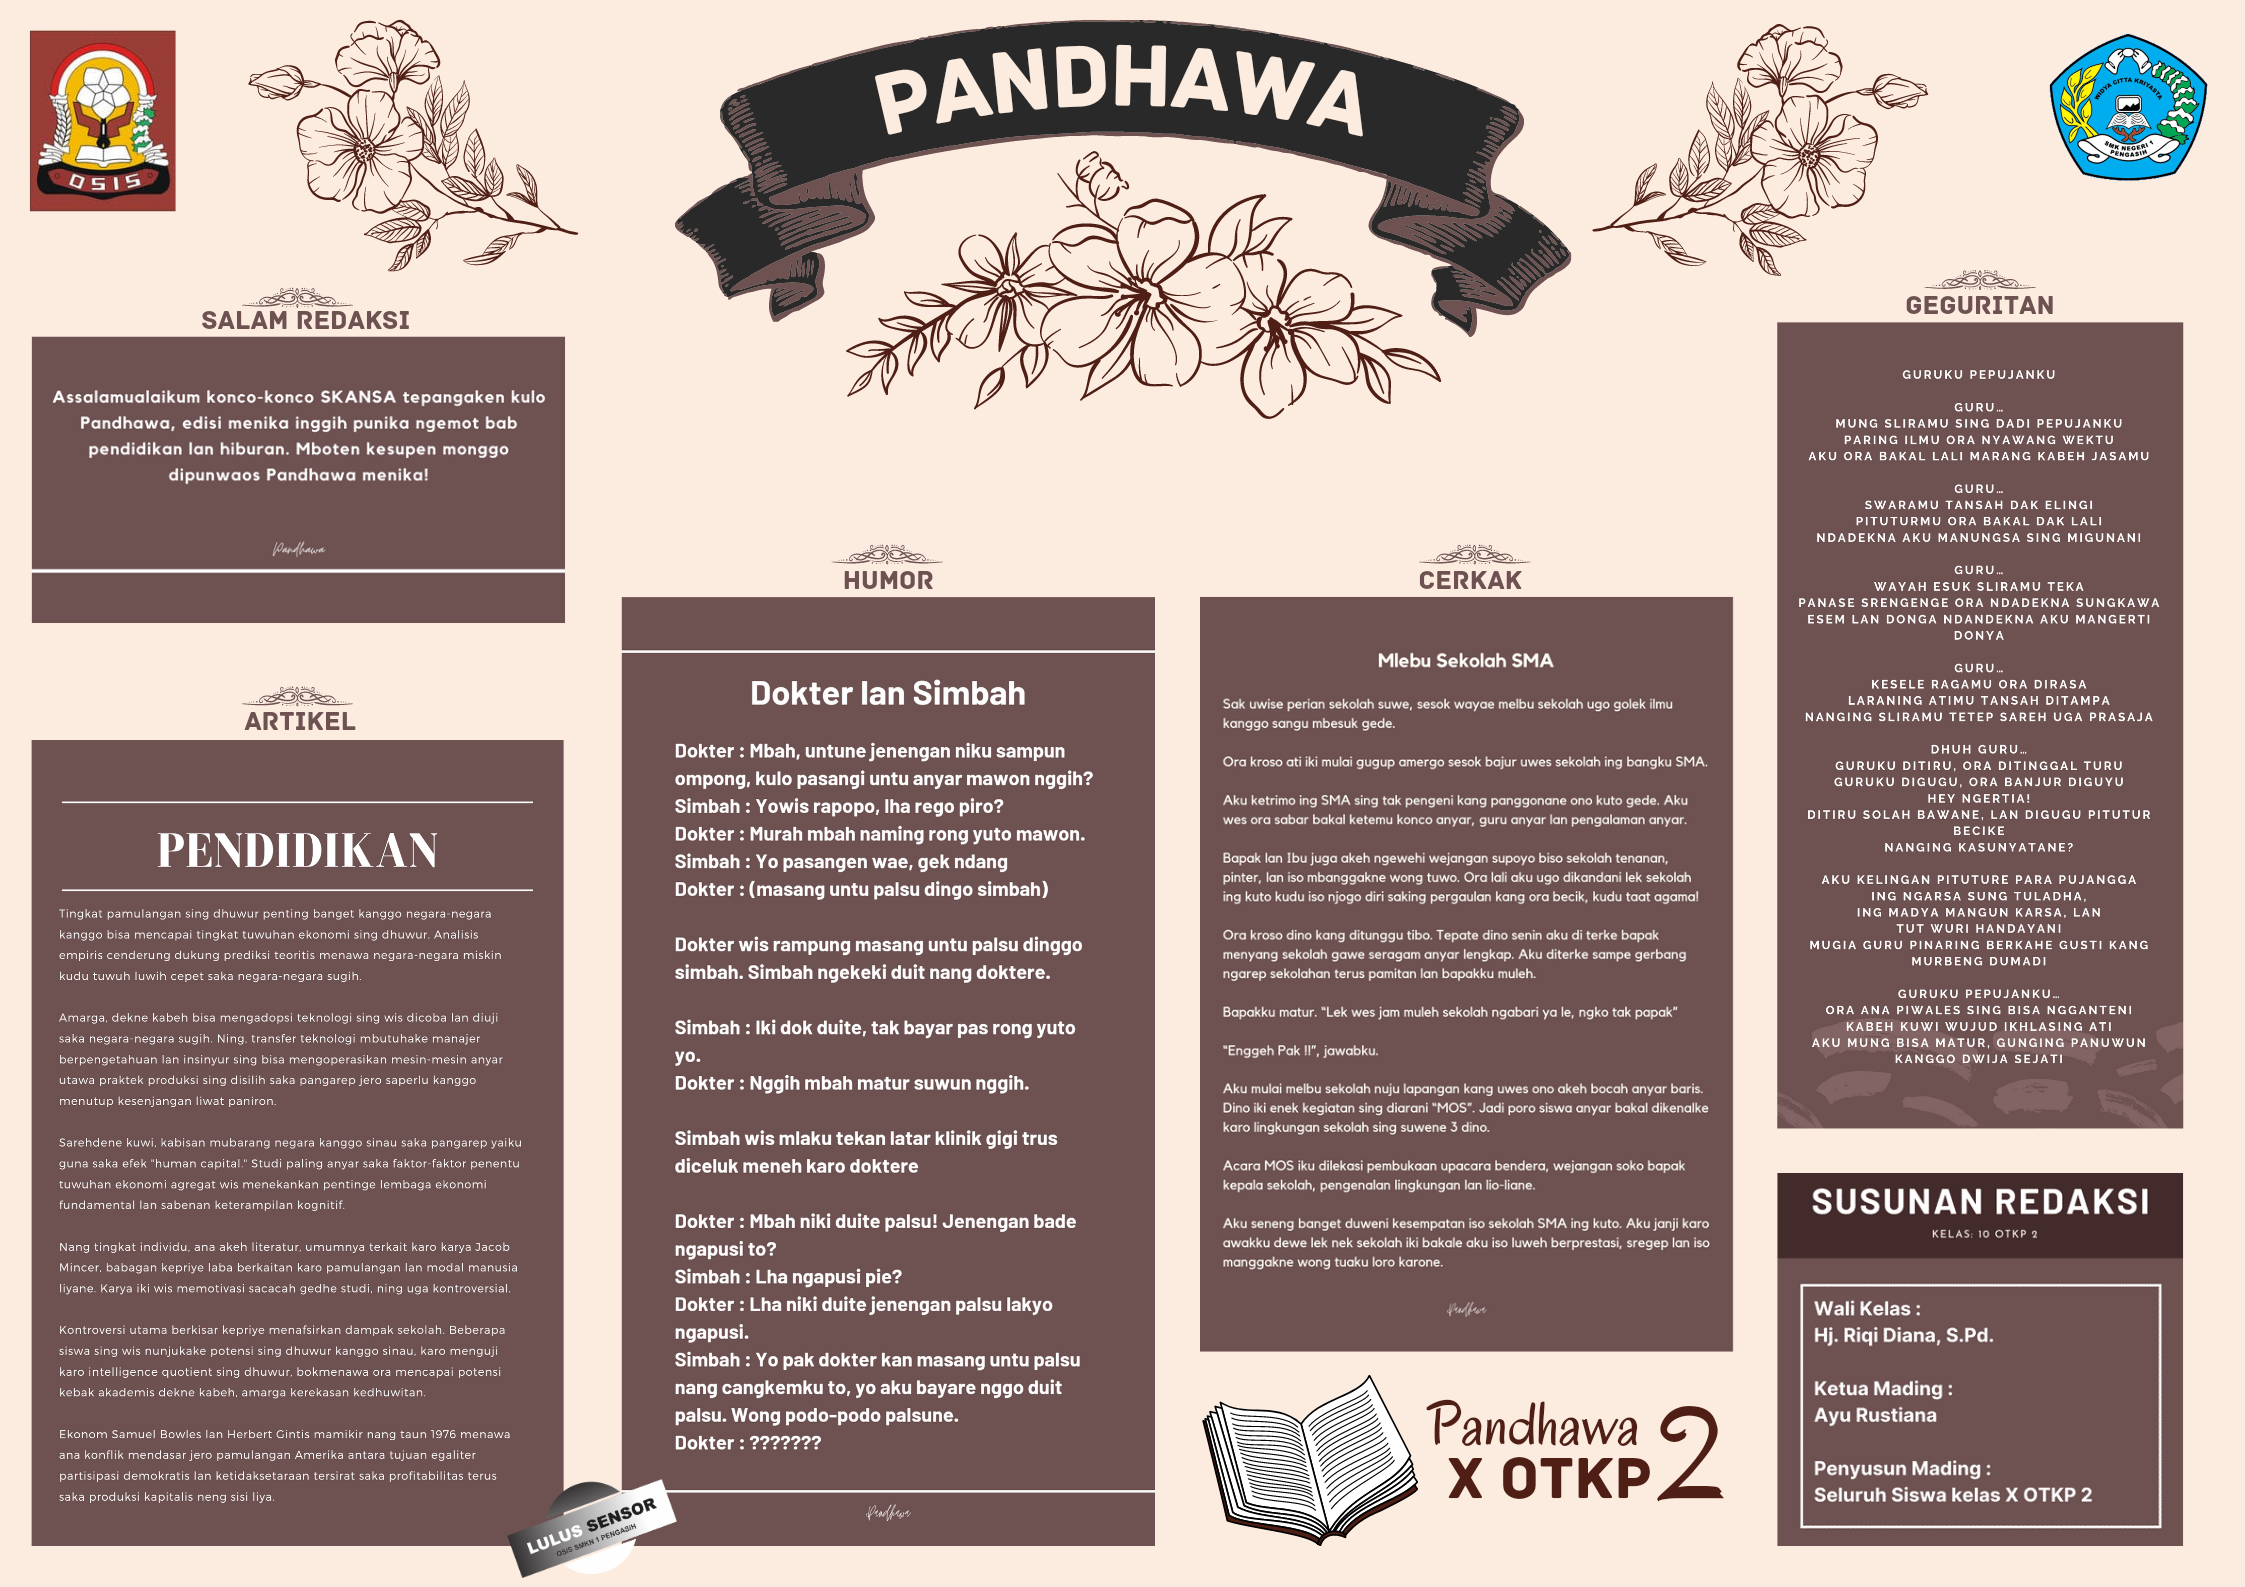 OSIS
PANDHAWA
WIDYA CITTA KRIYASTA
SMK NEGERI 1
PENGASIH
SALAM REDAKSI
Assalamualaikum konco-konco SKANSA tepangaken kulo
Pandhawa, edisi menika inggih punika ngemot bab
pendidikan lan hiburan. Mboten kesupen monggo
dipunwaos Pandhawa menika!
Pandhawa
ARTIKEL
PENDIDIKAN
Tingkat pamulangan sing dhuwur penting banget kanggo negara-negara
kanggo bisa mencapai tingkat tuwuhan ekonomi sing dhuwur. Analisis
empiris cenderung dukung prediksi teoritis menawa negara-negara miskin
kudu tuwuh luwih cepet saka negara-negara sugih.
Amarga, dekne kabeh bisa mengadopsi teknologi sing wis dicoba lan diuji
saka negara-negara sugih. Ning, transfer teknologi mbutuhake manajer
berpengetahuan lan insinyur sing bisa mengoperasikan mesin-mesin anyar
utawa praktek produksi sing disilih saka pangarep jero saperlu kanggo
menutup kesenjangan liwat paniron.
Sarehdene kuwi, kabisan mubarang negara kanggo sinau saka pangarep yaiku
guna saka efek "human capital." Studi paling anyar saka faktor-faktor penentu
tuwuhan ekonomi agregat wis menekankan pentinge lembaga ekonomi
fundamental lan sabenan keterampilan kognitif.
Nang tingkat individu, ana akeh literatur, umumnya terkait karo karya Jacob
Mincer, babagan kepriye laba berkaitan karo pamulangan lan modal manusia
liyane. Karya iki wis memotivasi sacacah gedhe studi, ning uga kontroversial.
Kontroversi utama berkisar kepriye menafsirkan dampak sekolah. Beberapa
siswa sing wis nunjukake potensi sing dhuwur kanggo sinau, karo menguji
karo intelligence quotient sing dhuwur, bokmenawa ora mencapai potensi
kebak akademis dekne kabeh, amarga kerekasan kedhuwitan.
Ekonom Samuel Bowles lan Herbert Gintis mamikir nang taun 1976 menawa
ana konflik mendasar jero pamulangan Amerika antara tujuan egaliter
partisipasi demokratis lan ketidaksetaraan tersirat saka profitabilitas terus
saka produksi kapitalis neng sisi liya.
LULUS SENSOR
OSIS SMKN 1 PENGASIH
HUMOR
Dokter lan Simbah
Dokter : Mbah, untune jenengan niku sampun
ompong, kulo pasangi untu anyar mawon nggih?
Simbah : Yowis rapopo, lha rego piro?
Dokter : Murah mbah naming rong yuto mawon.
Simbah : Yo pasangen wae, gek ndang
Dokter : (masang untu palsu dingo simbah)
Dokter wis rampung masang untu palsu dinggo
simbah. Simbah ngekeki duit nang doktere.
Simbah : Iki dok duite, tak bayar pas rong yuto
yo.
Dokter : Nggih mbah matur suwun nggih.
Simbah wis mlaku tekan latar klinik gigi trus
diceluk meneh karo doktere
Dokter : Mbah niki duite palsu! Jenengan bade
ngapusi to?
Simbah : Lha ngapusi pie?
Dokter : Lha niki duite jenengan palsu lakyo
ngapusi.
Simbah : Yo pak dokter kan masang untu palsu
nang cangkemku to, yo aku bayare nggo duit
palsu. Wong podo-podo palsune.
Dokter : ???????
Pandhawa
CERKAK
Mlebu Sekolah SMA
Sak uwise perian sekolah suwe, sesok wayae melbu sekolah ugo golek ilmu
kanggo sangu mbesuk gede.
Ora kroso ati iki mulai gugup amergo sesok bajur uwes sekolah ing bangku SMA.
Aku ketrimo ing SMA sing tak pengeni kang panggonane ono kuto gede. Aku
wes ora sabar bakal ketemu konco anyar, guru anyar lan pengalaman anyar.
Bapak lan Ibu juga akeh ngewehi wejangan supoyo biso sekolah tenanan,
pinter, lan iso mbanggakne wong tuwo. Ora lali aku ugo dikandani lek sekolah
ing kuto kudu iso njogo diri saking pergaulan kang ora becik, kudu taat agama!
Ora kroso dino kang ditunggu tibo. Tepate dino senin aku di terke bapak
menyang sekolah gawe seragam anyar lengkap. Aku diterke sampe gerbang
ngarep sekolahan terus pamitan lan bapakku muleh.
Bapakku matur. "Lek wes jam muleh sekolah ngabari ya le, ngko tak papak"
"Enggeh Pak !!", jawabku.
Aku mulai melbu sekolah nuju lapangan kang uwes ono akeh bocah anyar baris.
Dino iki enek kegiatan sing diarani "MOS". Jadi poro siswa anyar bakal dikenalke
karo lingkungan sekolah sing suwene 3 dino.
Acara MOS iku dilekasi pembukaan upacara bendera, wejangan soko bapak
kepala sekolah, pengenalan lingkungan lan lio-liane.
Aku seneng banget duweni kesempatan iso sekolah SMA ing kuto. Aku janji karo
awakku dewe lek nek sekolah iki bakale aku iso luweh berprestasi, sregep lan iso
manggakne wong tuaku loro karone.
Pandhawa
Pandhawa
X OTKP 2
GEGURITAN
GURUKU PEPUJANKU
GURU...
MUNG SLIRAMU SING DADI PEPUJANKU
PARING ILMU ORA NYAWANG WEKTU
AKU ORA BAKAL LALI MARANG KABEH JASAMU
GURU...
SWARAMU TANSAH DAK ELINGI
PITUTURMU ORA BAKAL DAK LALI
NDADEKNA AKU MANUNGSA SING MIGUNANI
GURU...
WAYAH ESUK SLIRAMU TEKA
PANASE SRENGENGE ORA NDADEKNA SUNGKAWA
ESEM LAN DONGA NDANDEKNA AKU MANGERTI
DONYA
GURU...
KESELE RAGAMU ORA DIRASA
LARANING ATIMU TANSAH DITAMPA
NANGING SLIRAMU TETEP SAREH UGA PRASAJA
DHUH GURU...
GURUKU DITIRU, ORA DITINGGAL TURU
GURUKU DIGUGU, ORA BANJUR DIGUYU
HEY NGERTIA!
DITIRU SOLAH BAWANE, LAN DIGUGU PITUTUR
BECIKE
NANGING KASUNYATANE?
AKU KELINGAN PITUTURE PARA PUJANGGA
ING NGARSA SUNG TULADHA,
ING MADYA MANGUN KARSA, LAN
TUT WURI HANDAYANI
MUGIA GURU PINARING BERKAHE GUSTI KANG
MURBENG DUMADI
GURUKU PEPUJANKU...
ORA ANA PIWALES SING BISA NGGANTENI
KABEH KUWI WUJUD IKHLASING ATI
AKU MUNG BISA MATUR, GUNGING PANUWUN
KANGGO DWIJA SEJATI
SUSUNAN REDAKSI
KELAS: 10 OTKP 2
Wali Kelas :
Hj. Riqi Diana, S.Pd.
Ketua Mading :
Ayu Rustiana
Penyusun Mading :
Seluruh Siswa kelas X OTKP 2